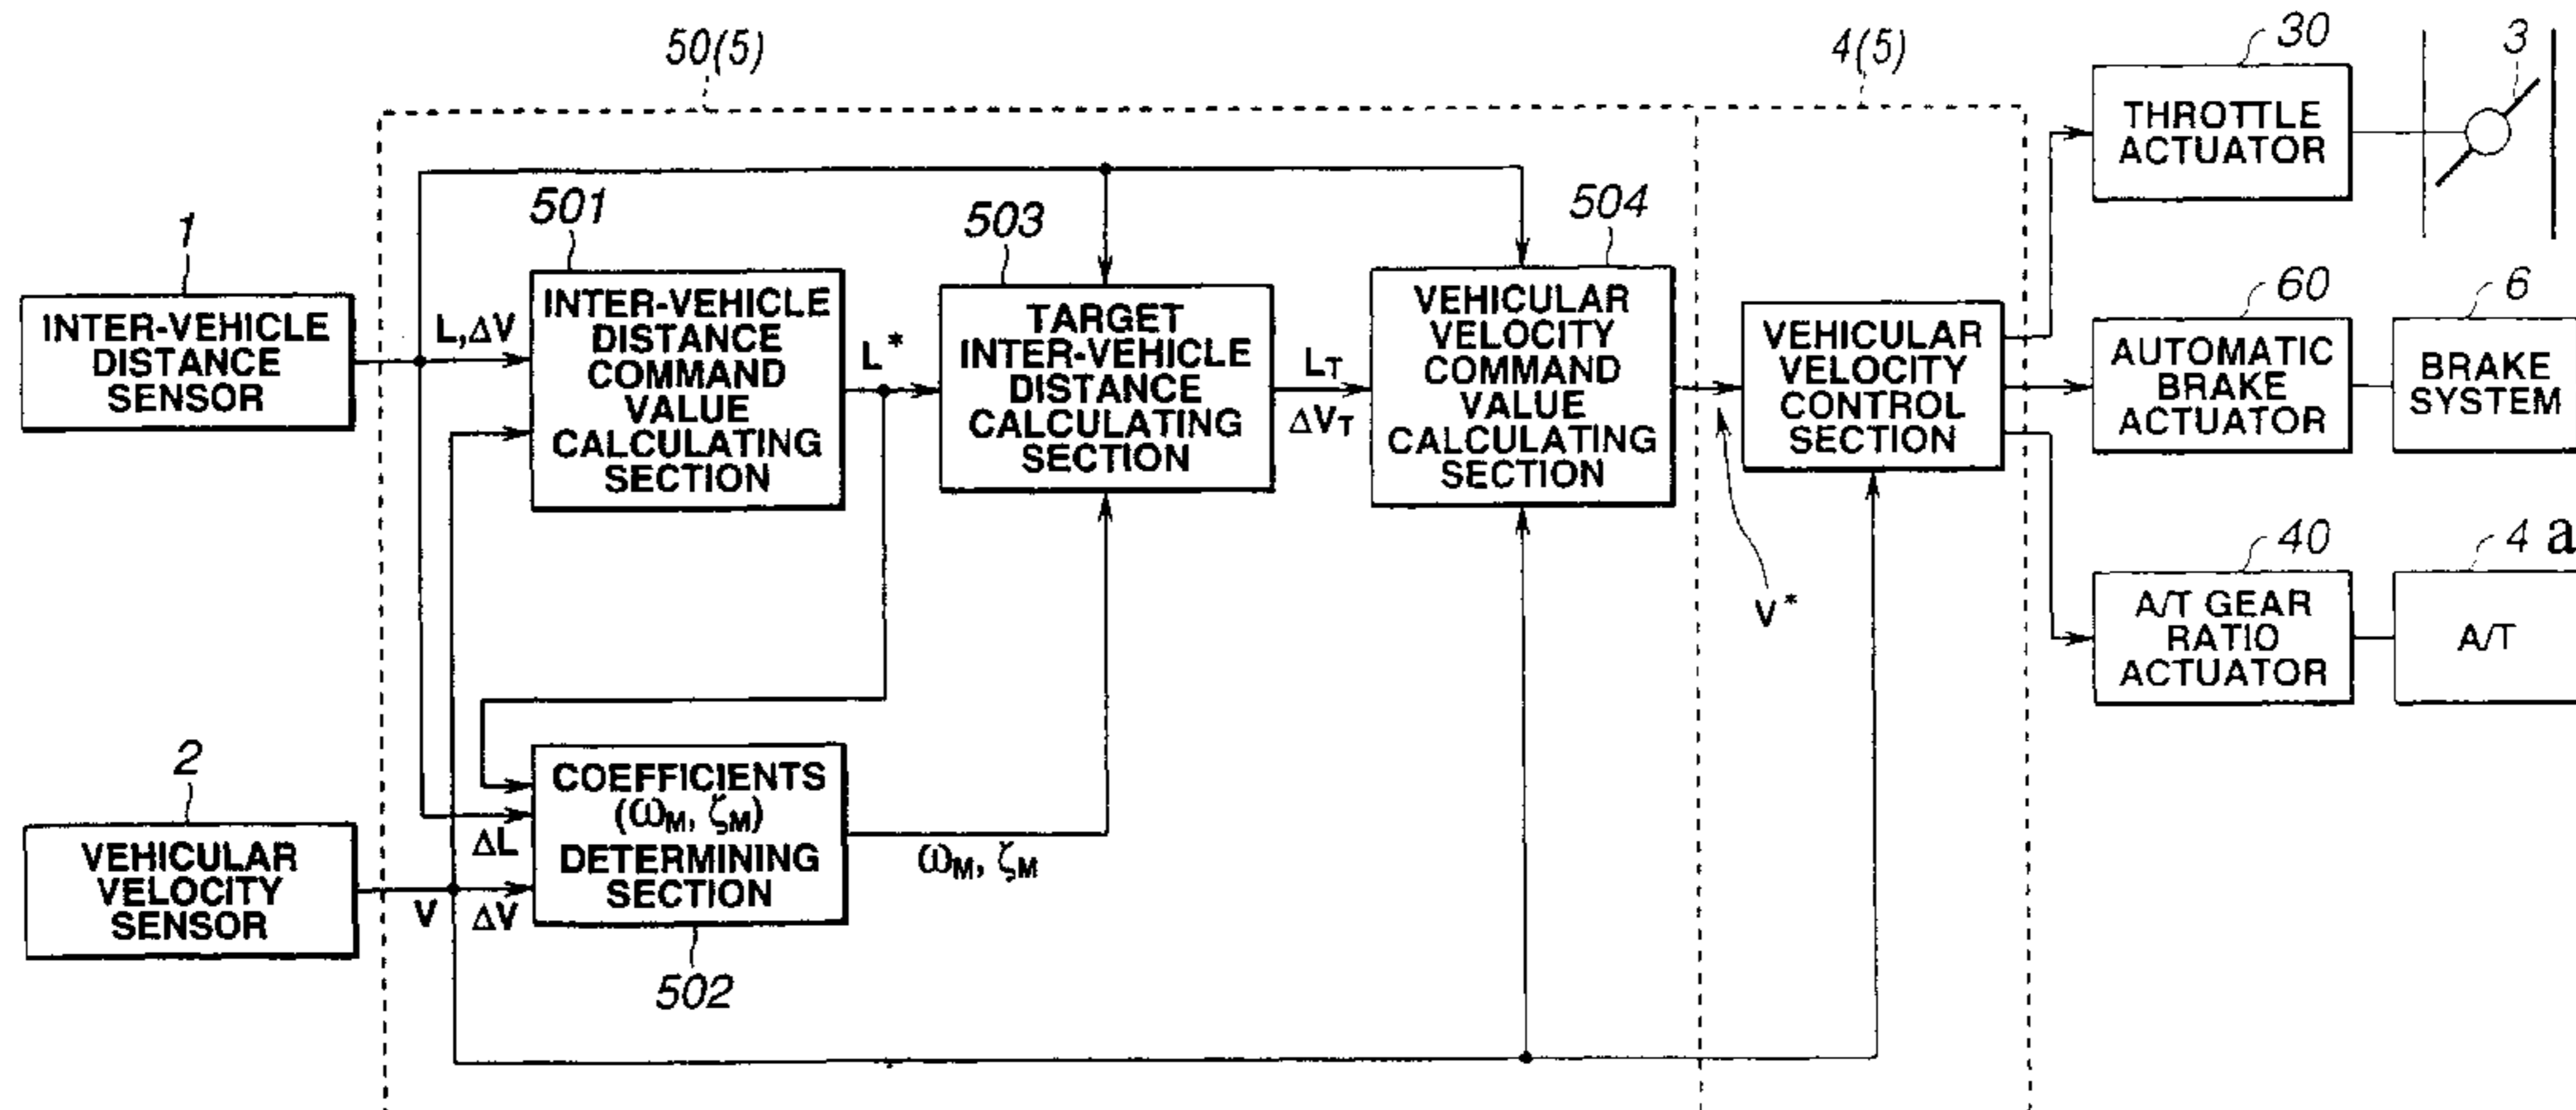 50(5)
4(5)
30
3
THROTTLE
ACTUATOR
1
INTER-VEHICLE
DISTANCE
SENSOR
L,ΔV
501
INTER-VEHICLE
DISTANCE
COMMAND
VALUE
CALCULATING
SECTION
L*
503
TARGET
INTER-VEHICLE
DISTANCE
CALCULATING
SECTION
LT
ΔVT
504
VEHICULAR
VELOCITY
COMMAND
VALUE
CALCULATING
SECTION
V*
VEHICULAR
VELOCITY
CONTROL
SECTION
60
AUTOMATIC
BRAKE
ACTUATOR
6
BRAKE
SYSTEM
40
A/T GEAR
RATIO
ACTUATOR
4 a
A/T
2
VEHICULAR
VELOCITY
SENSOR
V
ΔL
ΔV
COEFFICIENTS
(ωM, ζM)
DETERMINING
SECTION
502
ωM, ζM